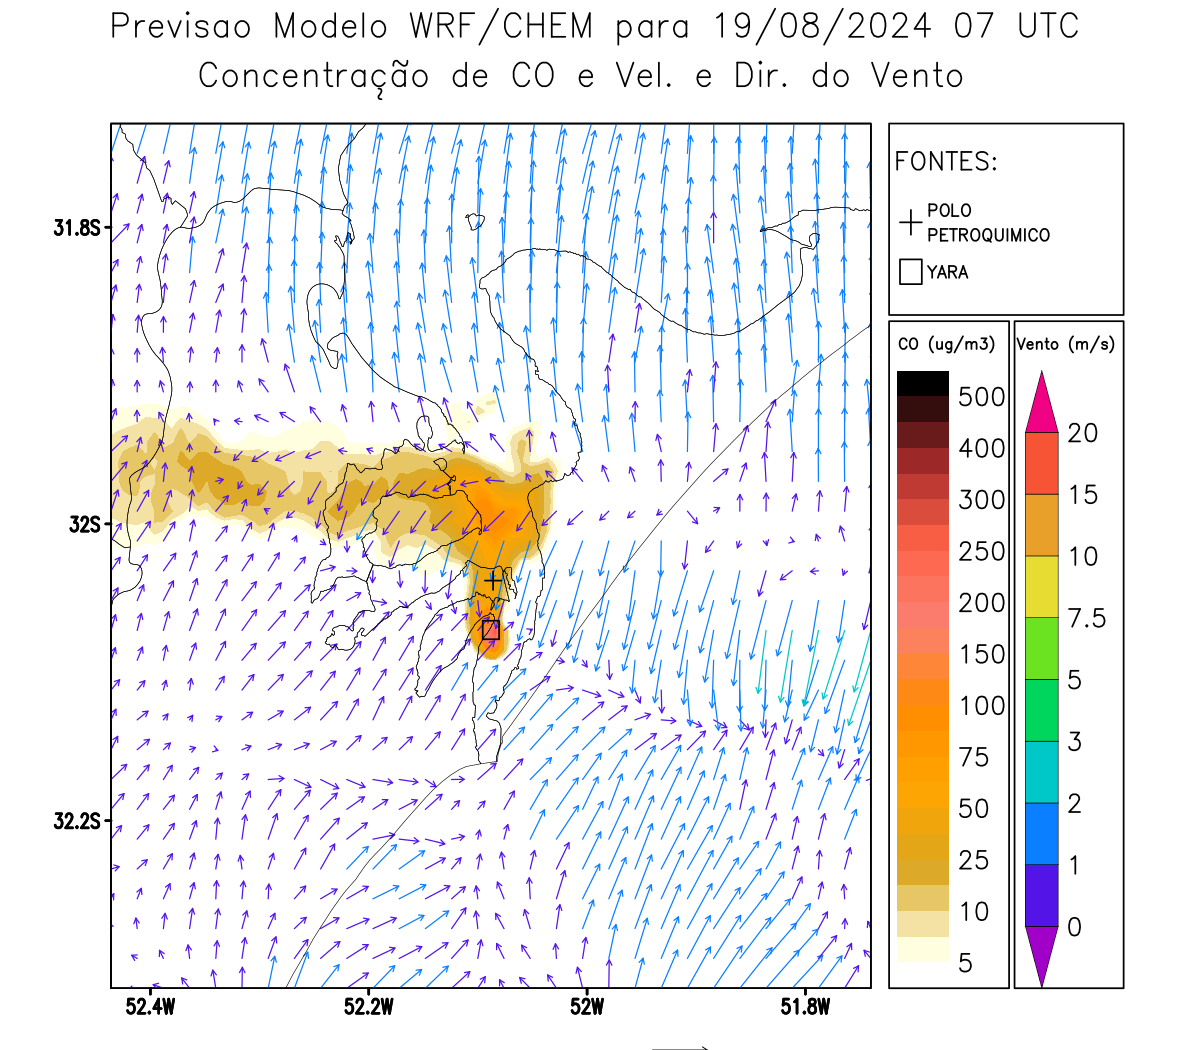 Previsao Modelo WRF/CHEM para 19/08/2024 07 UTC
Concentração de CO e Vel. e Dir. do Vento
FONTES:
POLO
PETROQUIMICO
YARA
31.8S
32S
32.2S
52.4W
52.2W
52W
51.8W
CO (ug/m3)
500
400
300
250
200
150
100
75
50
25
10
5
Vento (m/s)
20
15
10
7.5
5
3
2
1
0